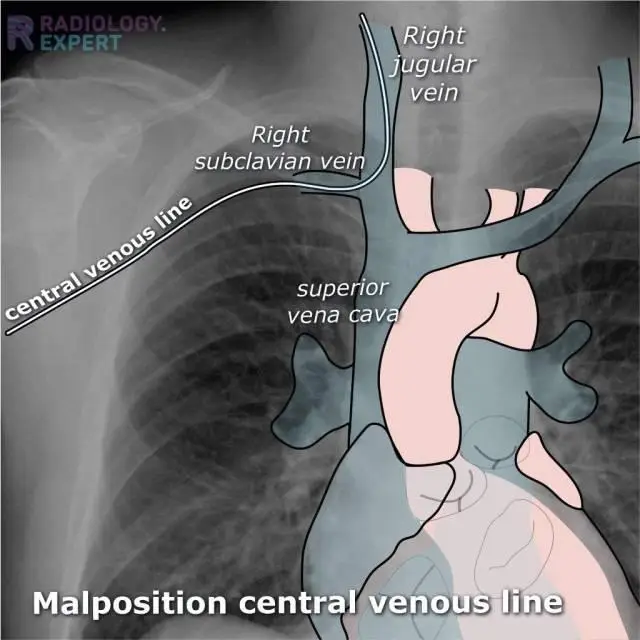 RADIOLOGY.
EXPERT
Right
jugular
vein
Right
subclavian vein
central venous line
superior
vena cava
Malposition central venous line